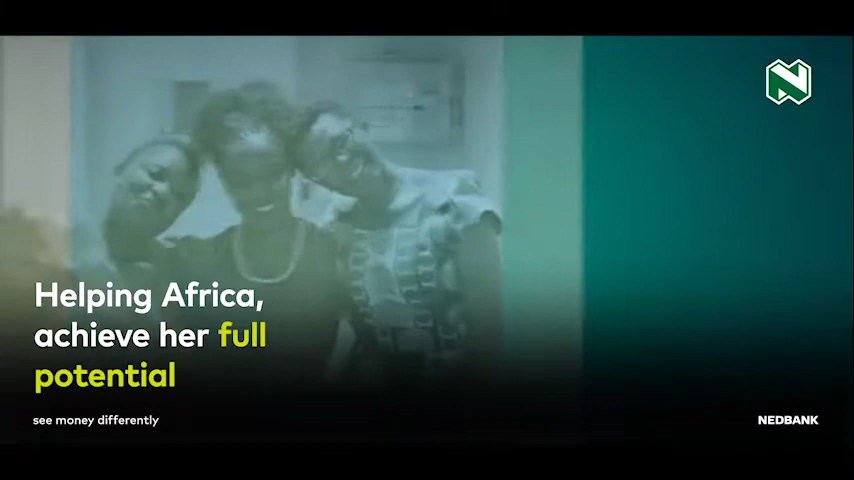 Helping Africa,
achieve her full
potential
see money differently
NEDBANK